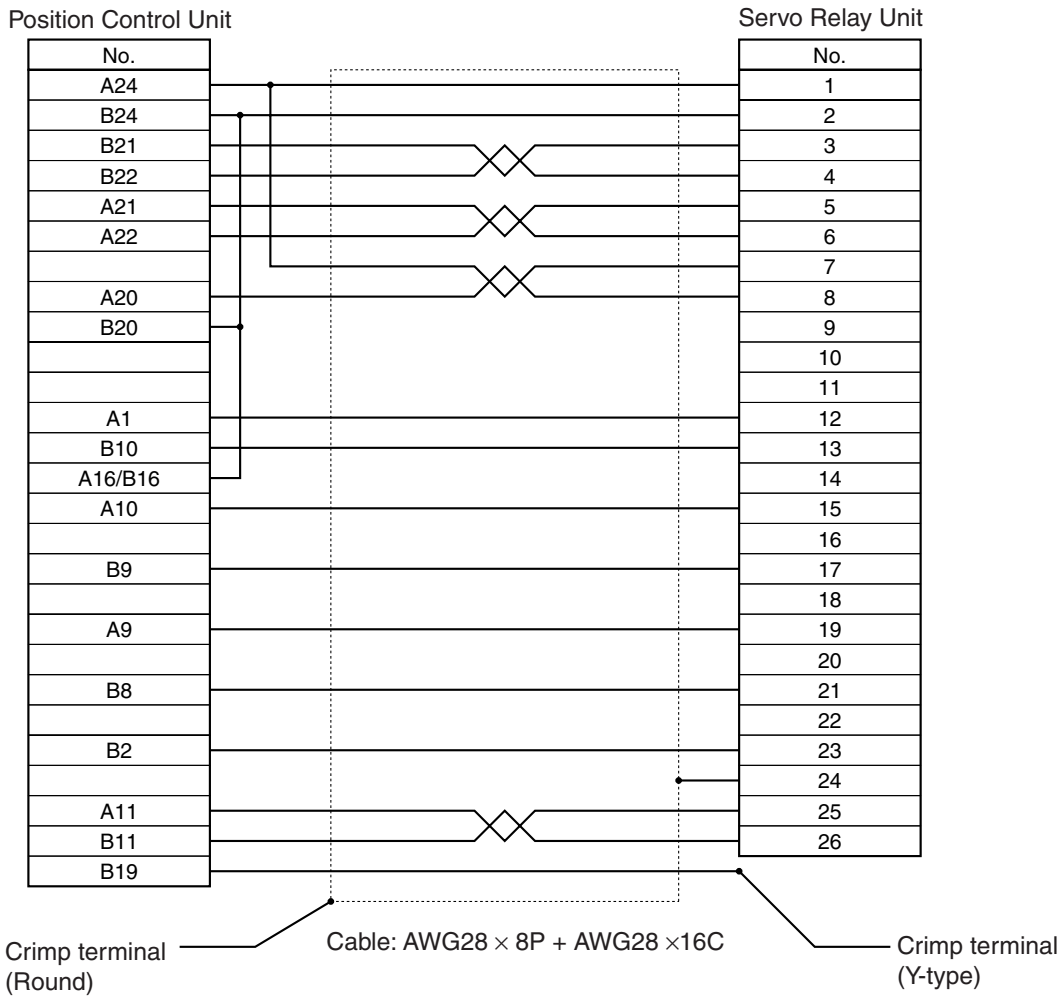 Position Control Unit
Servo Relay Unit
No. No.
A24 1
B24 2
B21 3
B22 4
A21 5
A22 6
7
A20 8
B20 9
10
11
A1 12
B10 13
A16/B16 14
A10 15
16
B9 17
18
A9 19
20
B8 21
22
B2 23
24
A11 25
B11 26
B19
Crimp terminal
(Round)
Cable: AWG28 × 8P + AWG28 ×16C
Crimp terminal
(Y-type)